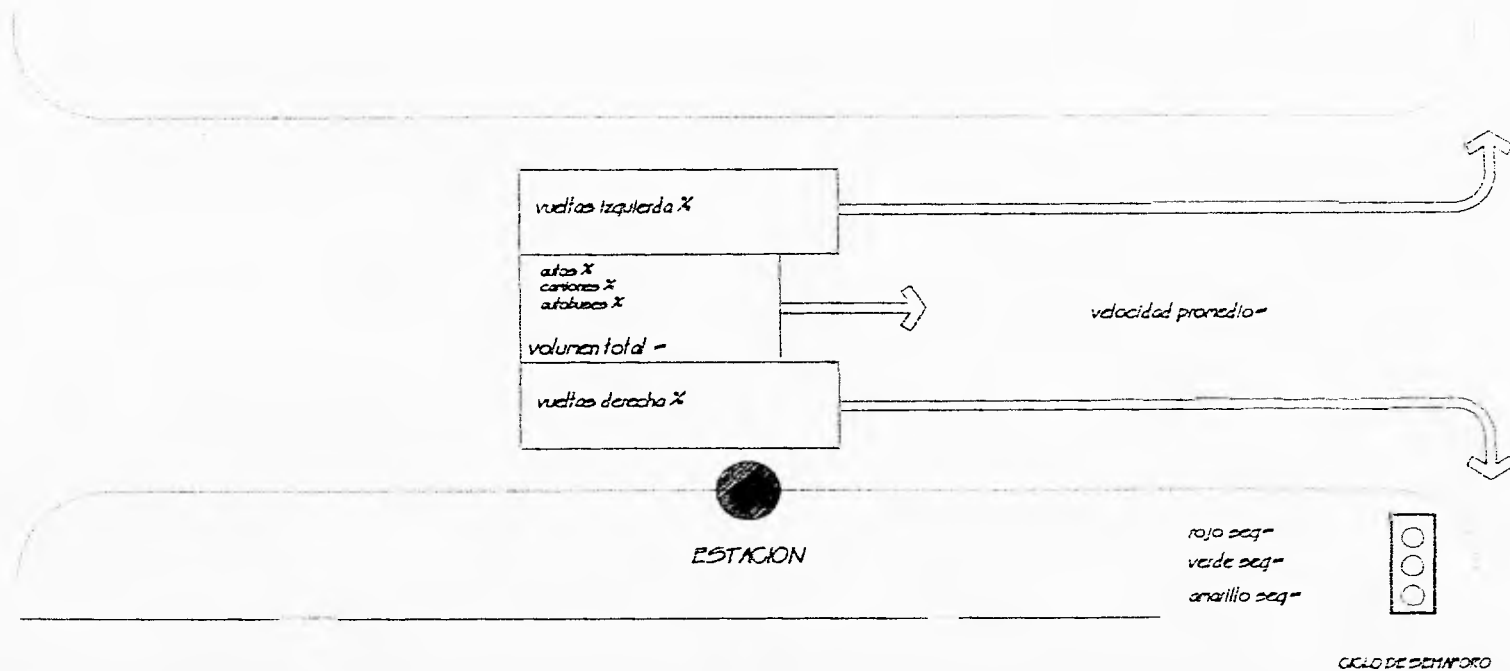 vueltas izquierda %
autos %
camiones %
autobuses %
volumen total =
velocidad promedio=
vueltas derecha %
ESTACION
rojo seg=
verde seg=
amarillo seg=
CICLO DE SEMAFORO